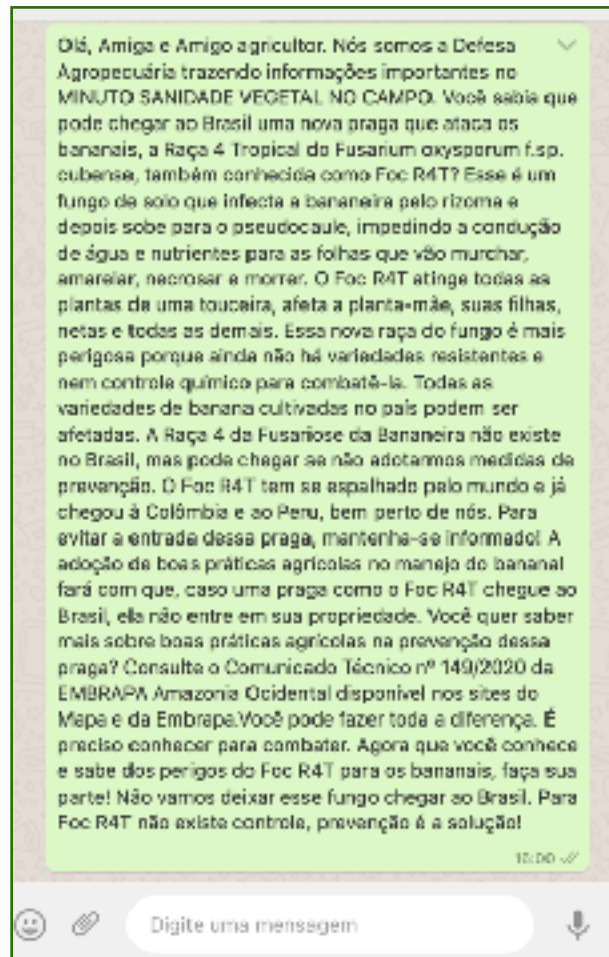 Olá, Amiga e Amigo agricultor. Nós somos a Defesa
Agropecuária trazendo informações importantes no
MINUTO SANIDADE VEGETAL NO CAMPO. Você sabia que
pode chegar ao Brasil uma nova praga que ataca os
bananais, a Raça 4 Tropical do Fusarium oxysporum f.sp.
cubense, também conhecida como Foc R4T? Esse é um
fungo de solo que infecta a bananeira pelo rizoma e
depois sobe para o pseudocaule, impedindo a condução
de água e nutrientes para as folhas que vão murchar,
amarelar, necrosar e morrer. O Foc R4T atinge todas as
plantas de uma touceira, afeta a planta-mãe, suas filhas,
netas e todas as demais. Essa nova raça do fungo é mais
perigosa porque ainda não há variedades resistentes e
nem controle químico para combatê-la. Todas as
variedades de banana cultivadas no país podem ser
afetadas. A Raça 4 da Fusariose da Bananeira não existe
no Brasil, mas pode chegar se não adotarmos medidas de
prevenção. O Foc R4T tem se espalhado pelo mundo e já
chegou à Colômbia e ao Peru, bem perto de nós. Para
evitar a entrada dessa praga, mantenha-se informado! A
adoção de boas práticas agrícolas no manejo do bananal
fará com que, caso uma praga como o Foc R4T chegue ao
Brasil, ela não entre em sua propriedade. Você quer saber
mais sobre boas práticas agrícolas na prevenção dessa
praga? Consulte o Comunicado Técnico nº 149/2020 da
EMBRAPA Amazonia Ocidental disponível nos sites do
Mapa e da Embrapa.Você pode fazer toda a diferença. É
preciso conhecer para combater. Agora que você conhece
e sabe dos perigos do Foc R4T para os bananais, faça sua
parte! Não vamos deixar esse fungo chegar ao Brasil. Para
Foc R4T não existe controle, prevenção é a solução!
Digite uma mensagem